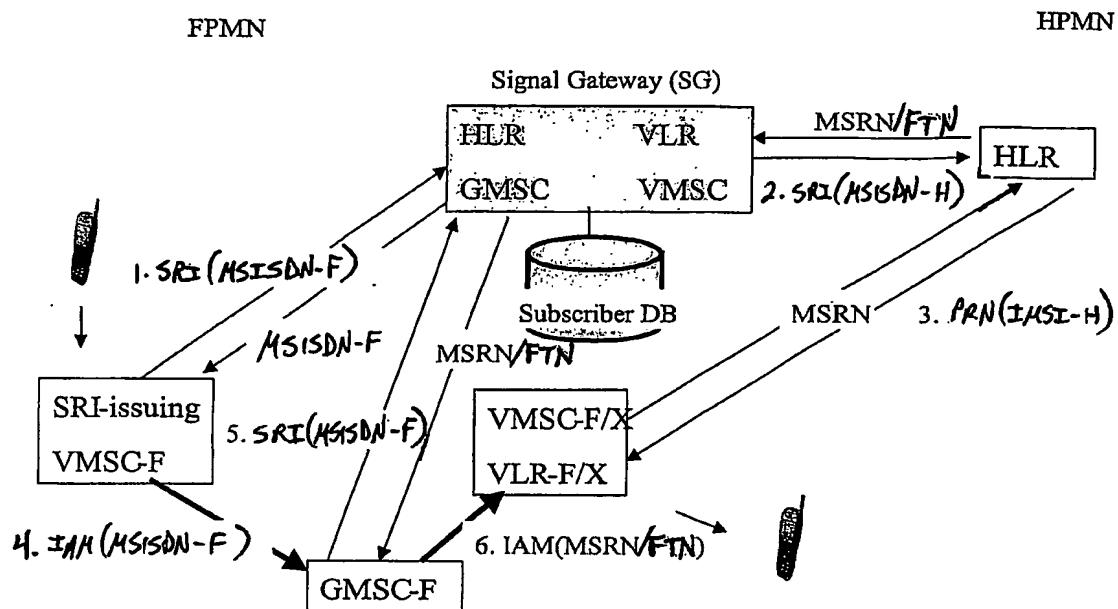 FPMN
HPMN
Signal Gateway (SG)
HLR VLR
GMSC VMSC
MSRN/FTN
HLR
2. SRI(MSISDN-H)
1. SRI(MSISDN-F)
Subscriber DB
MSRN
3. PRN(IMSI-H)
MSISDN-F
MSRN/FTN
SRI-issuing
VMSC-F
5. SRI(MSISDN-F)
VMSC-F/X
VLR-F/X
4. IAM(MSISDN-F)
6. IAM(MSRN/FTN)
GMSC-F